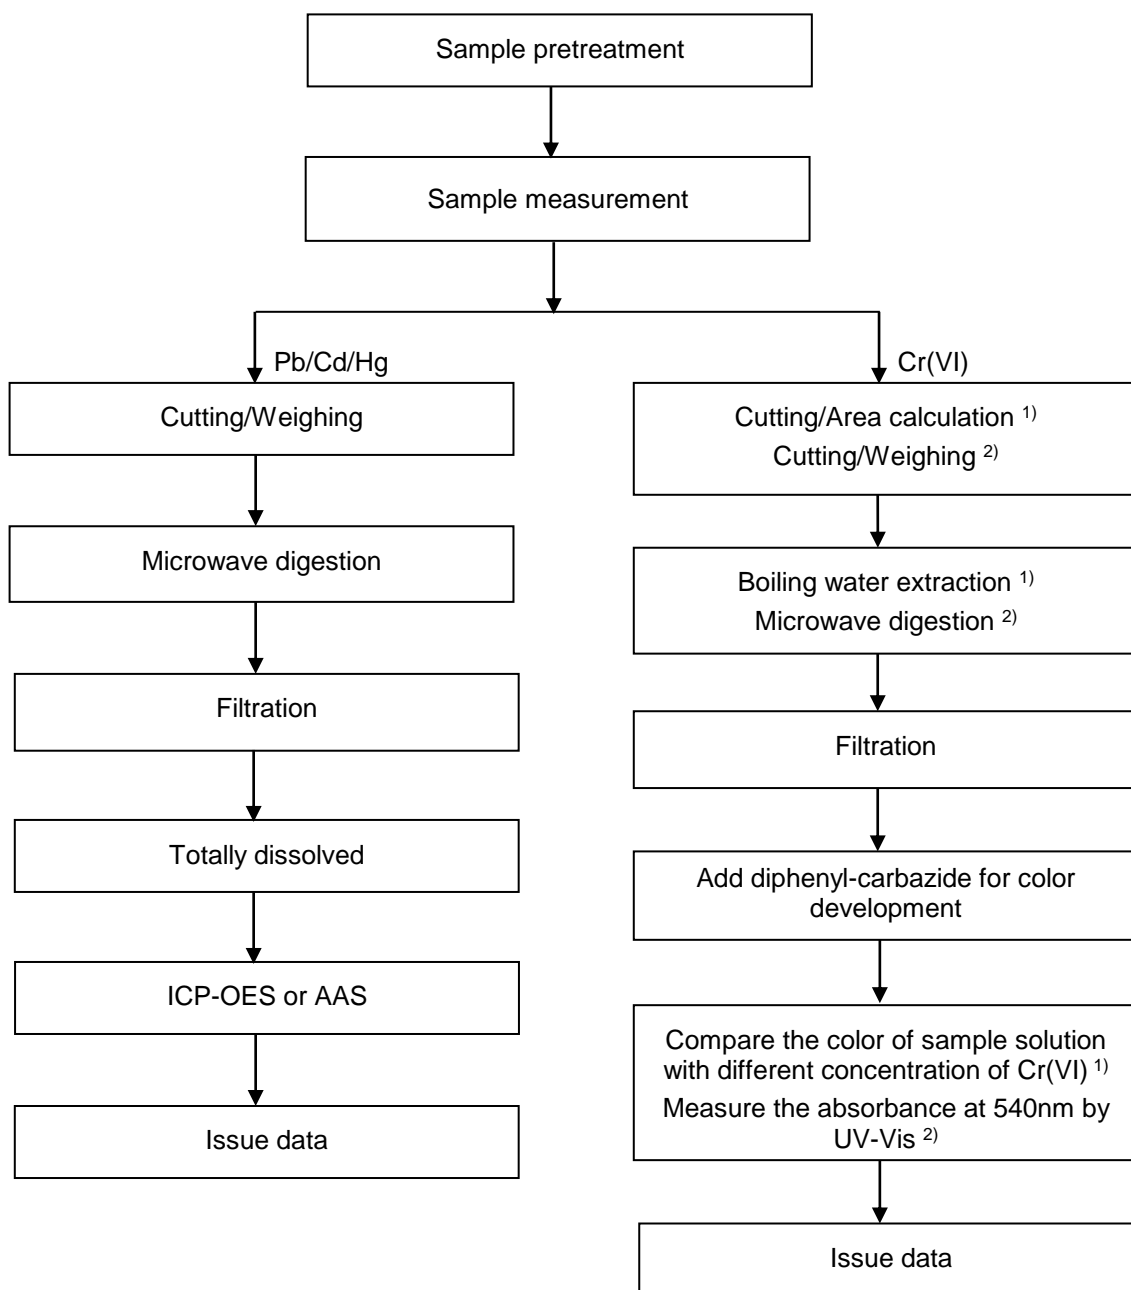 Sample pretreatment
Sample measurement
Pb/Cd/Hg
Cutting/Weighing
Microwave digestion
Filtration
Totally dissolved
ICP-OES or AAS
Issue data
Cr(VI)
Cutting/Area calculation 1)
Cutting/Weighing 2)
Boiling water extraction 1)
Microwave digestion 2)
Filtration
Add diphenyl-carbazide for color
development
Compare the color of sample solution
with different concentration of Cr(VI) 1)
Measure the absorbance at 540nm by
UV-Vis 2)
Issue data